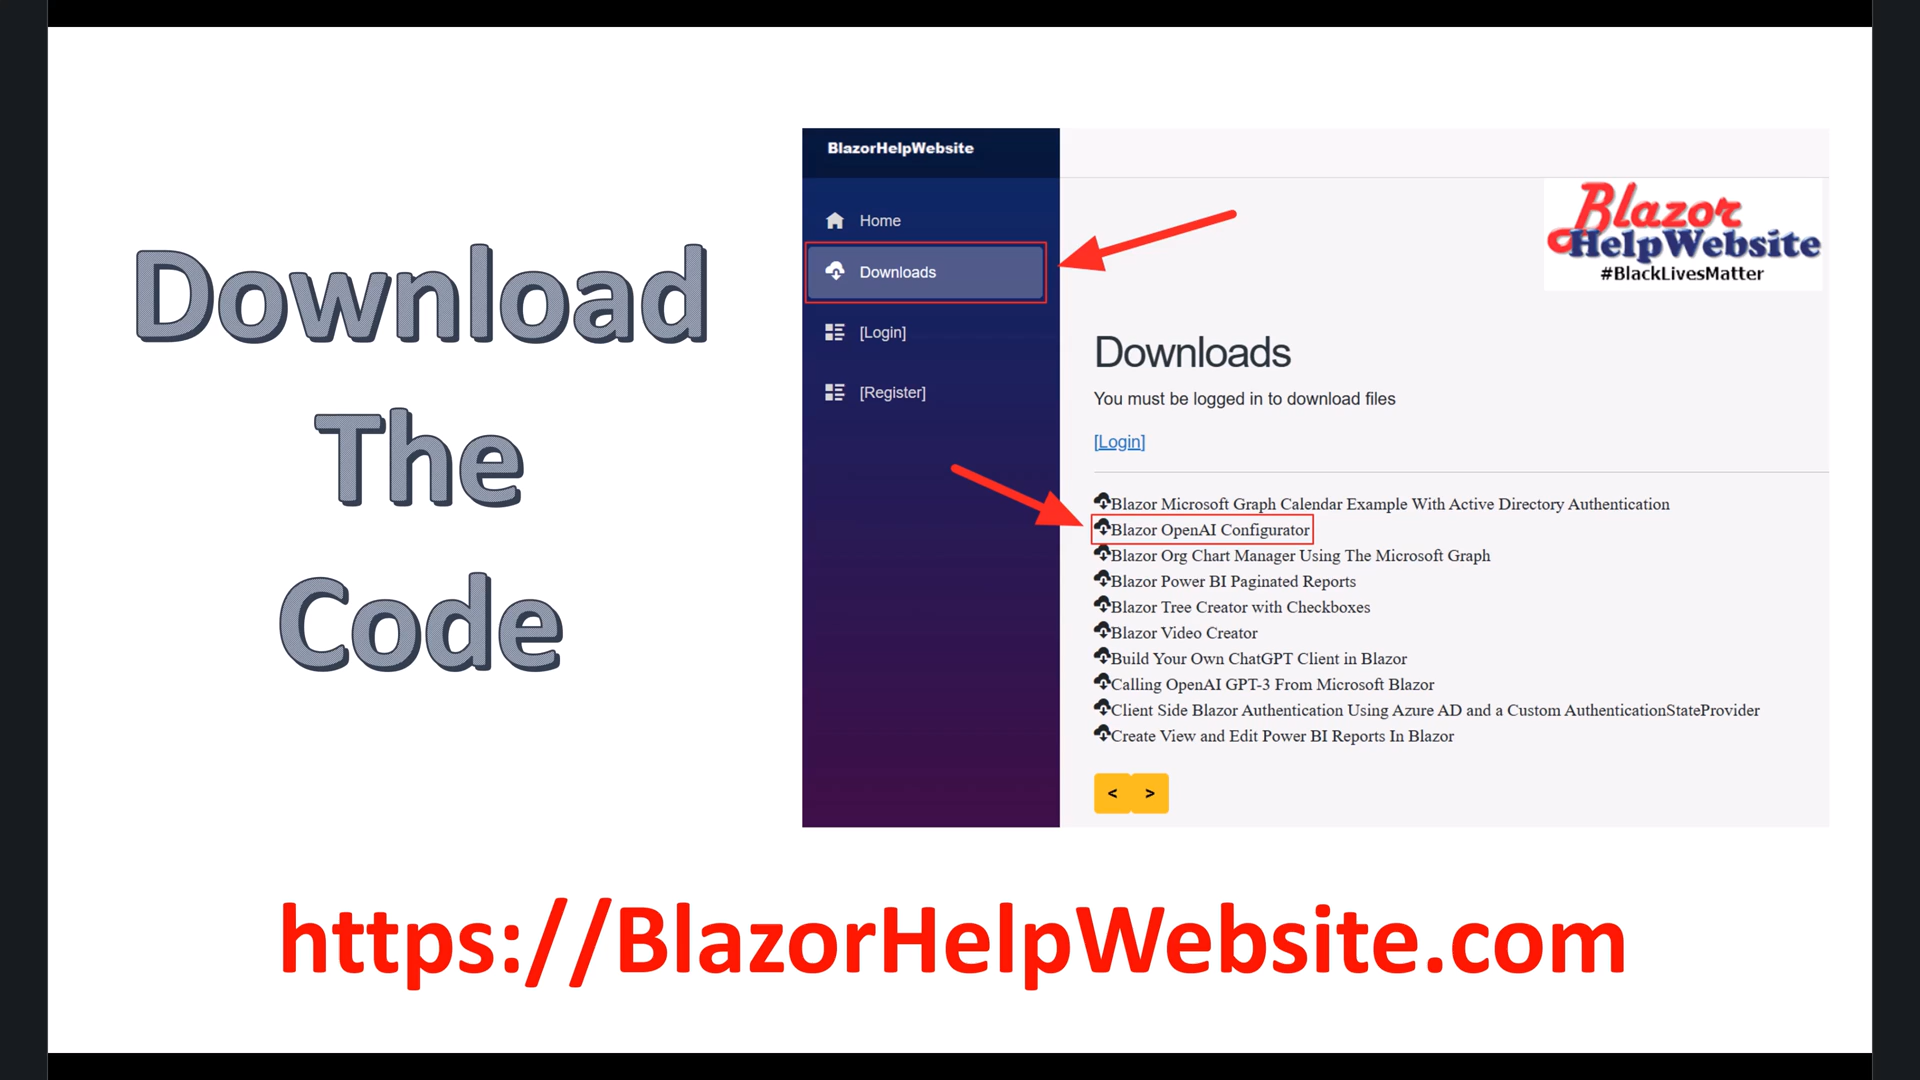 Download
The
Code
BlazorHelpWebsite
Home
Downloads
[Login]
[Register]
Blazor
HelpWebsite
#BlackLivesMatter
Downloads
You must be logged in to download files
[Login]
Blazor Microsoft Graph Calendar Example With Active Directory Authentication
Blazor OpenAI Configurator
Blazor Org Chart Manager Using The Microsoft Graph
Blazor Power BI Paginated Reports
Blazor Tree Creator with Checkboxes
Blazor Video Creator
Build Your Own ChatGPT Client in Blazor
Calling OpenAI GPT-3 From Microsoft Blazor
Client Side Blazor Authentication Using Azure AD and a Custom AuthenticationStateProvider
Create View and Edit Power BI Reports In Blazor
< >
https://BlazorHelpWebsite.com